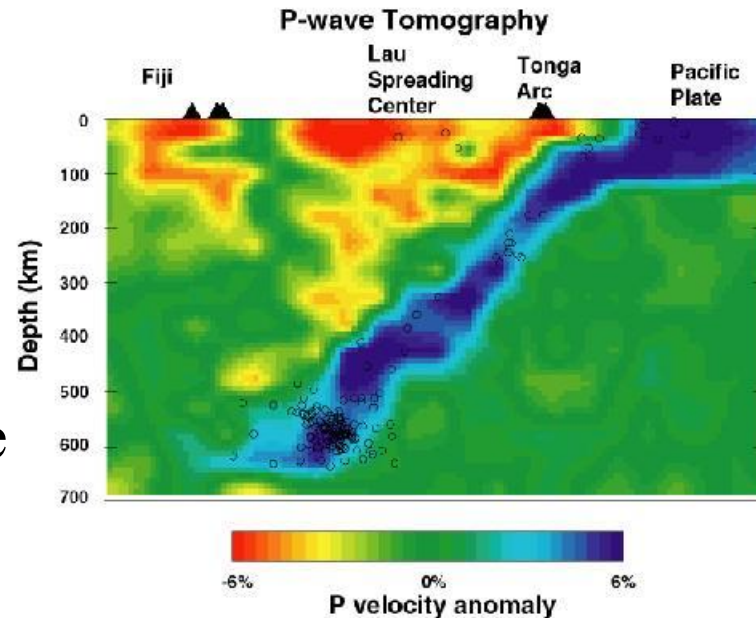 P-wave Tomography
Fiji
Lau
Spreading
Center
Tonga
Arc
Pacific
Plate
0
100
200
300
400
500
600
700
Depth (km)
e
-6%
0%
6%
P velocity anomaly